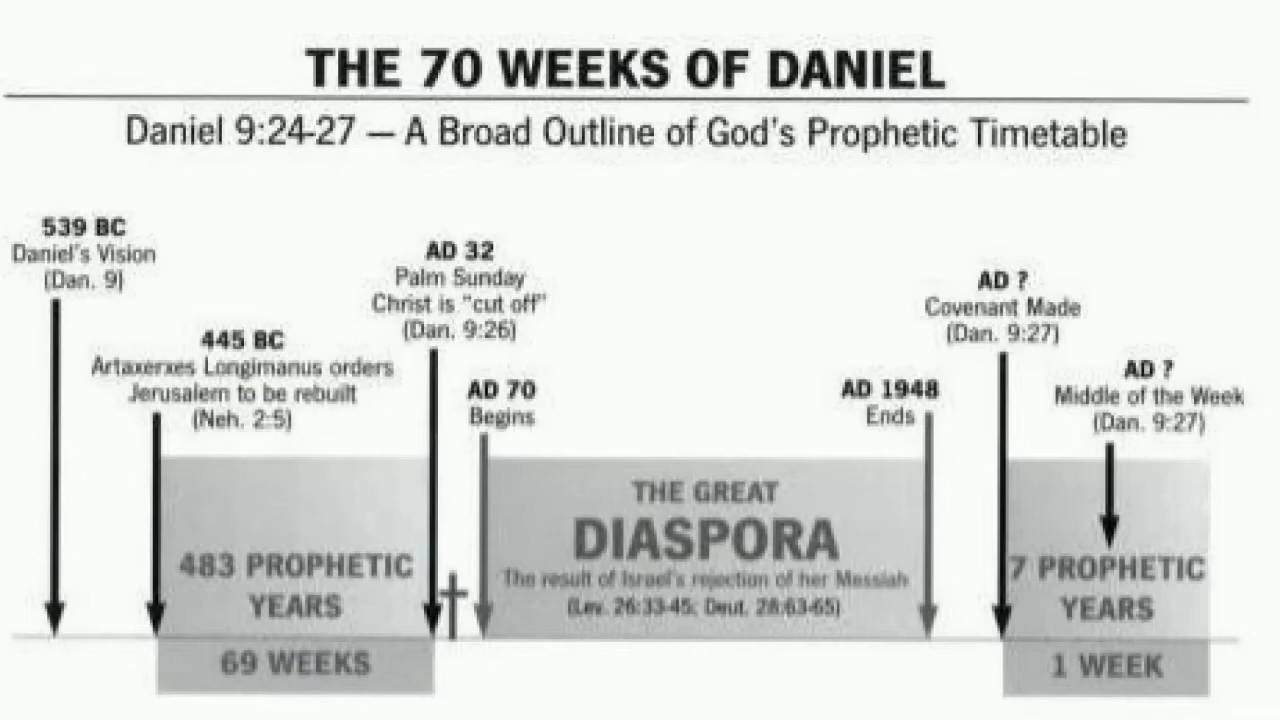 THE 70 WEEKS OF DANIEL
Daniel 9:24-27 — A Broad Outline of God's Prophetic Timetable
539 BC
Daniel's Vision
(Dan. 9)
445 BC
Artaxerxes Longimanus orders
Jerusalem to be rebuilt
(Neh. 2:5)
AD 32
Palm Sunday
Christ is "cut off"
(Dan. 9:26)
AD 70
Begins
AD 1948
Ends
AD ?
Covenant Made
(Dan. 9:27)
AD ?
Middle of the Week
(Dan. 9:27)
483 PROPHETIC
YEARS
69 WEEKS
THE GREAT
DIASPORA
The result of Israel's rejection of her Messiah
(Lev. 26:33-45; Deut. 28:63-65)
7 PROPHETIC
YEARS
1 WEEK